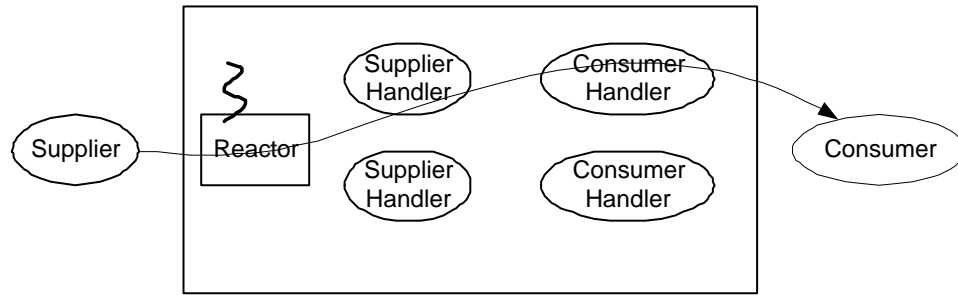 Supplier
Reactor
Supplier
Handler
Consumer
Handler
Supplier
Handler
Consumer
Handler
Consumer